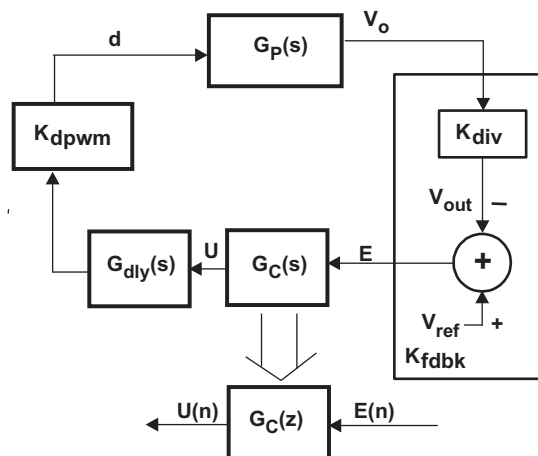 d
G_P(s)
V_o
K_dpwm
K_div
V_out –
G_dly(s)
U
G_C(s)
E
+
V_ref +
K_fdbk
U(n)
G_C(z)
E(n)